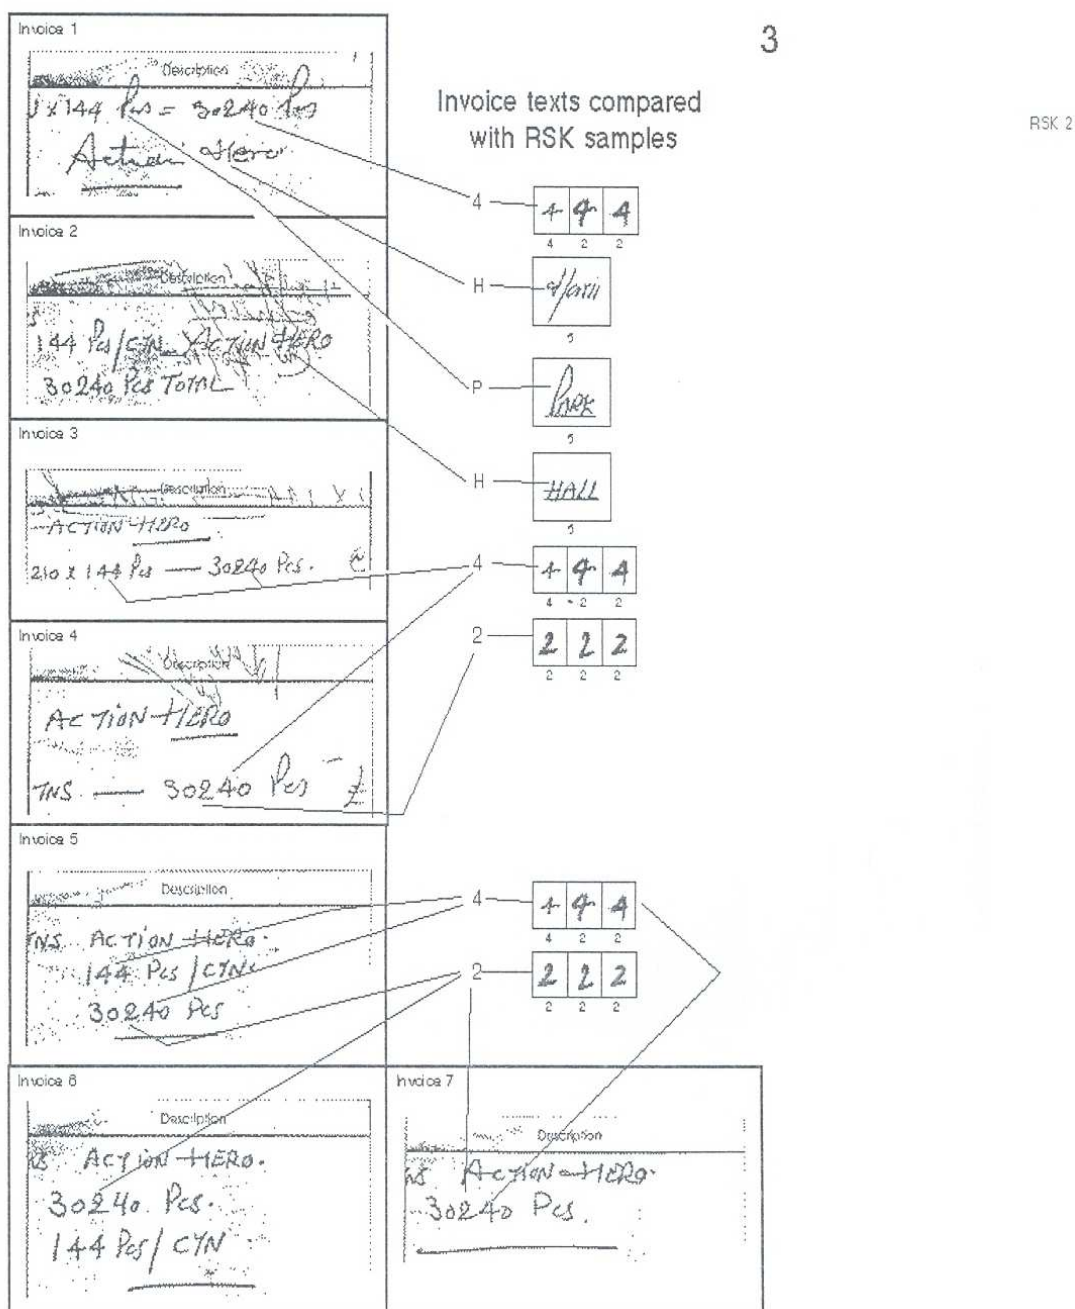 3
Invoice texts compared
with RSK samples
RSK 2
Invoice 1
Description
x 144 Pcs = 30240 Pcs
Action Hero
Invoice 2
Description
144 Pcs/CTN ACTION HERO
30240 Pcs TOTAL
Invoice 3
Description
ACTION-HERO
210 x 144 Pcs — 30240 Pcs.
Invoice 4
Description
ACTION-HERO
TNS — 30240 Pcs
Invoice 5
Description
TNS ACTION-HERO.
144 Pcs/CTN.
30240 Pcs
Invoice 6
Description
NS ACTION-HERO.
30240. Pcs.
144 Pcs/CTN
Invoice 7
Description
NS ACTION-HERO.
30240 Pcs.
4
4 4 4
4 2 2
H
5
P
PARK
5
H
HALL
5
4
4 4 4
4 2 2
2
2 2 2
2 2 2
4
4 4 4
4 2 2
2
2 2 2
2 2 2